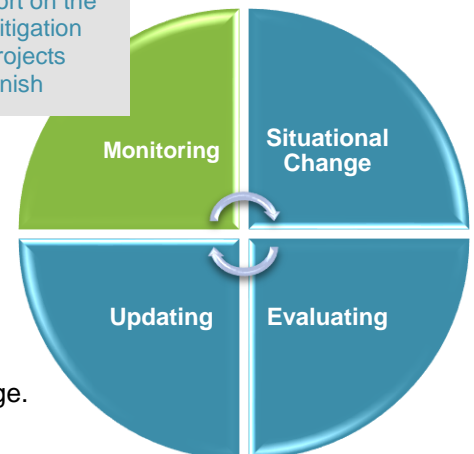 ort on the
itigation
rojects
nish
Monitoring
Situational
Change
Updating
Evaluating
ge.